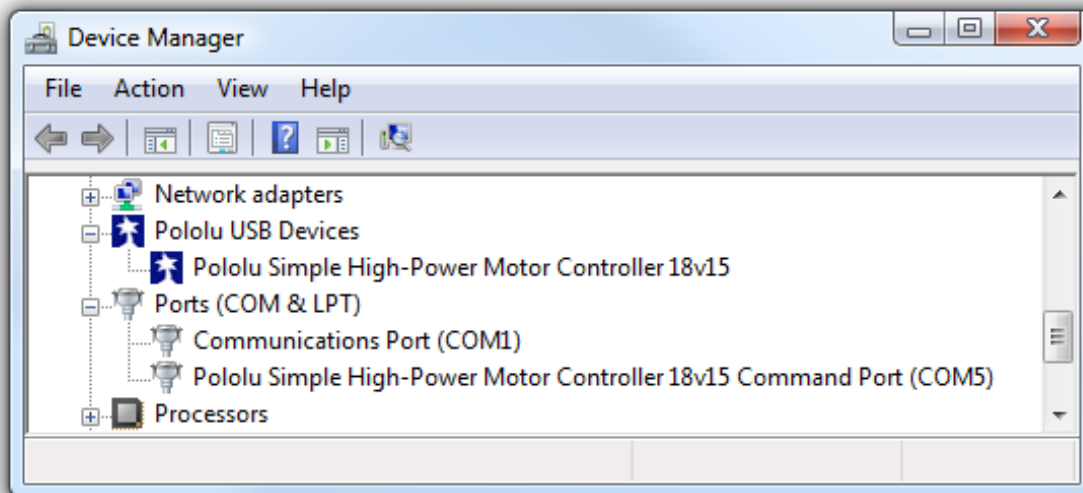 Device Manager
File Action View Help
Network adapters
Pololu USB Devices
Pololu Simple High-Power Motor Controller 18v15
Ports (COM & LPT)
Communications Port (COM1)
Pololu Simple High-Power Motor Controller 18v15 Command Port (COM5)
Processors